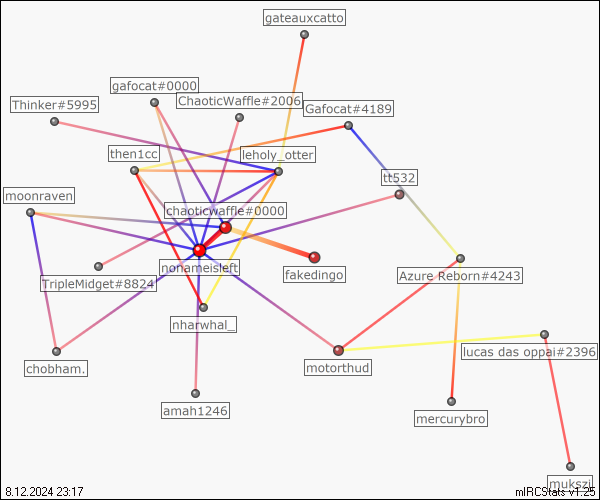 gateauxcatto
gafocat#0000
Thinker#5995
ChaoticWaffle#2006
Gafocat#4189
then1cc
leholy_otter
tt532
moonraven
chaoticwaffle#0000
nonameisleft
fakedingo
Azure Reborn#4243
TripleMidget#8824
nharwhal_
lucas das oppai#2396
chobham.
motorthud
amah1246
mercurybro
mukszi
8.12.2024 23:17
mIRCStats v1.25